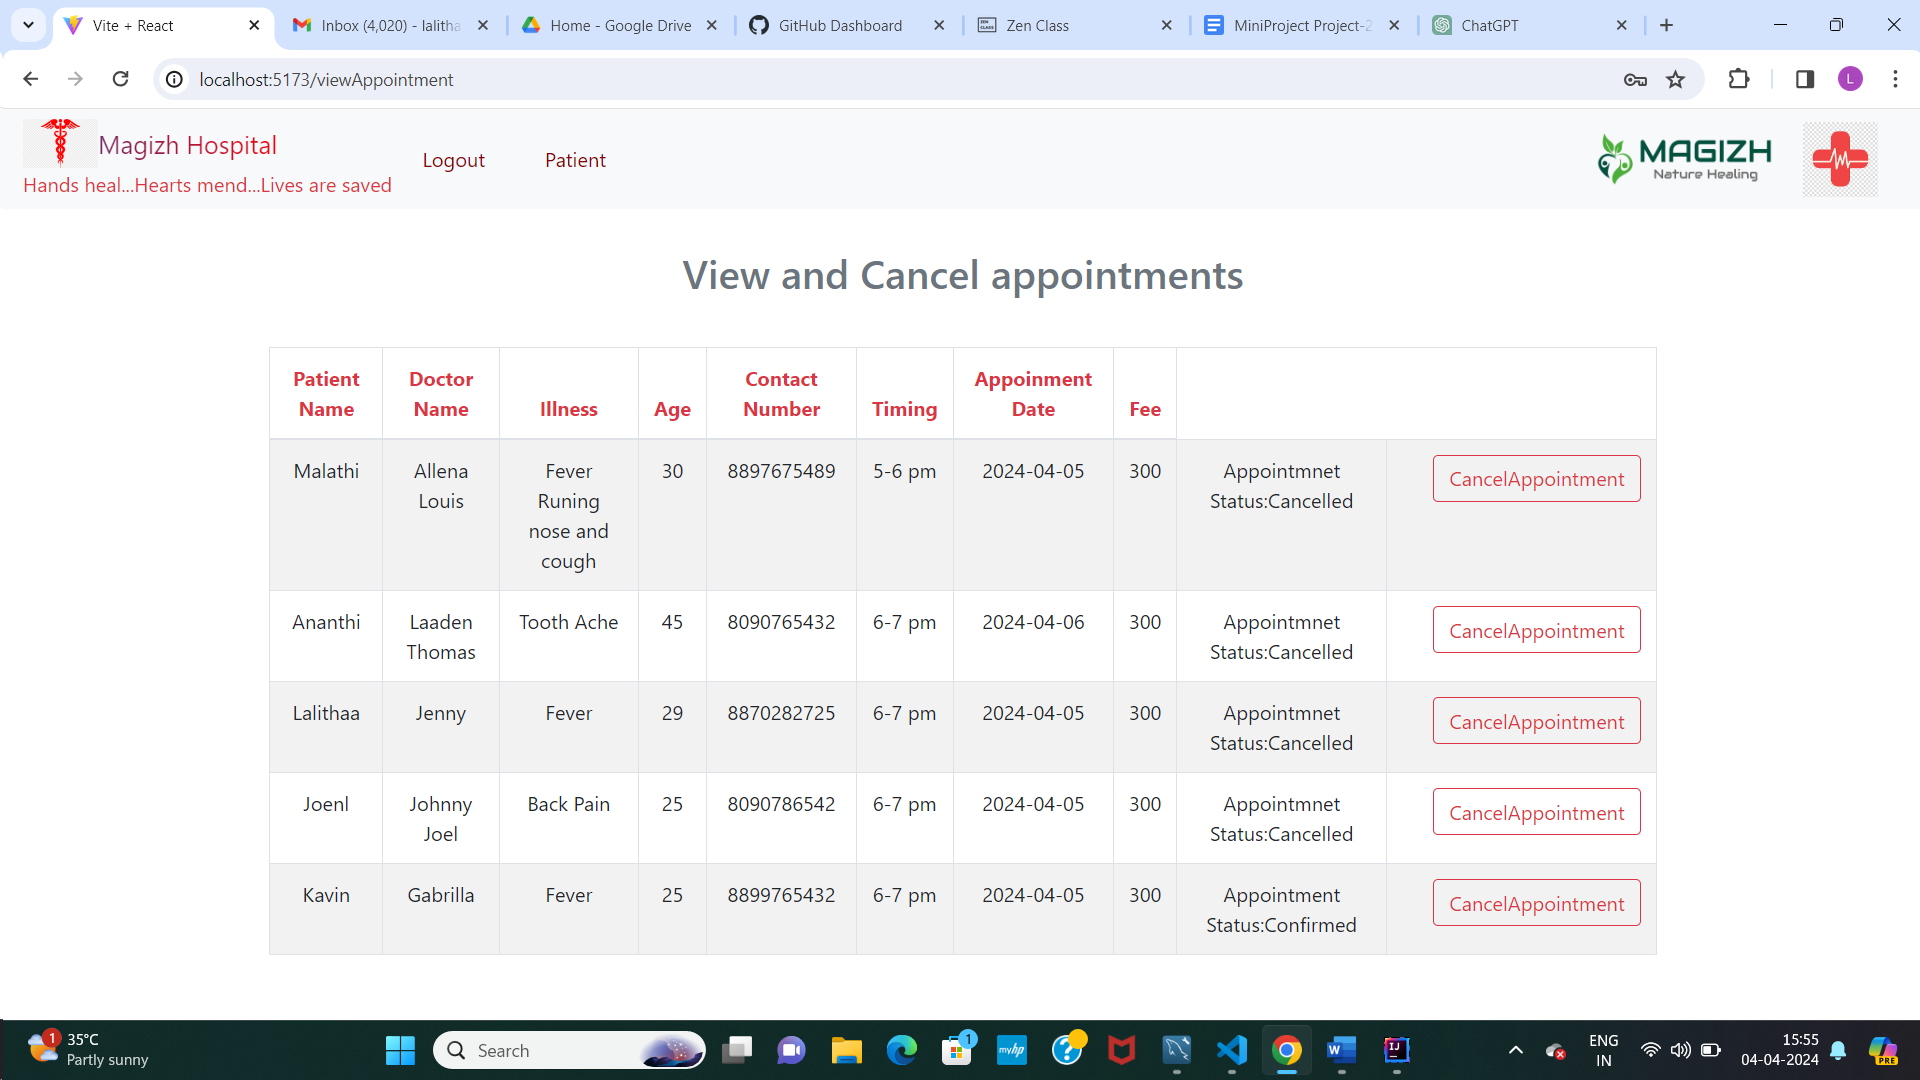 Vite + React
Inbox (4,020) - lalitha
Home - Google Drive
GitHub Dashboard
Zen Class
MiniProject Project-2
ChatGPT
localhost:5173/viewAppointment
L
Magizh Hospital
Hands heal...Hearts mend...Lives are saved
Logout
Patient
MAGIZH
Nature Healing
View and Cancel appointments
Patient Name
Doctor Name
Illness
Age
Contact Number
Timing
Appoinment Date
Fee
Malathi
Allena Louis
Fever Runing nose and cough
30
8897675489
5-6 pm
2024-04-05
300
Appointmnet Status:Cancelled
CancelAppointment
Ananthi
Laaden Thomas
Tooth Ache
45
8090765432
6-7 pm
2024-04-06
300
Appointmnet Status:Cancelled
CancelAppointment
Lalithaa
Jenny
Fever
29
8870282725
6-7 pm
2024-04-05
300
Appointmnet Status:Cancelled
CancelAppointment
Joenl
Johnny Joel
Back Pain
25
8090786542
6-7 pm
2024-04-05
300
Appointmnet Status:Cancelled
CancelAppointment
Kavin
Gabrilla
Fever
25
8899765432
6-7 pm
2024-04-05
300
Appointment Status:Confirmed
CancelAppointment
1
35°C
Partly sunny
Search
1
myhp
ENG
IN
15:55
04-04-2024
PRE